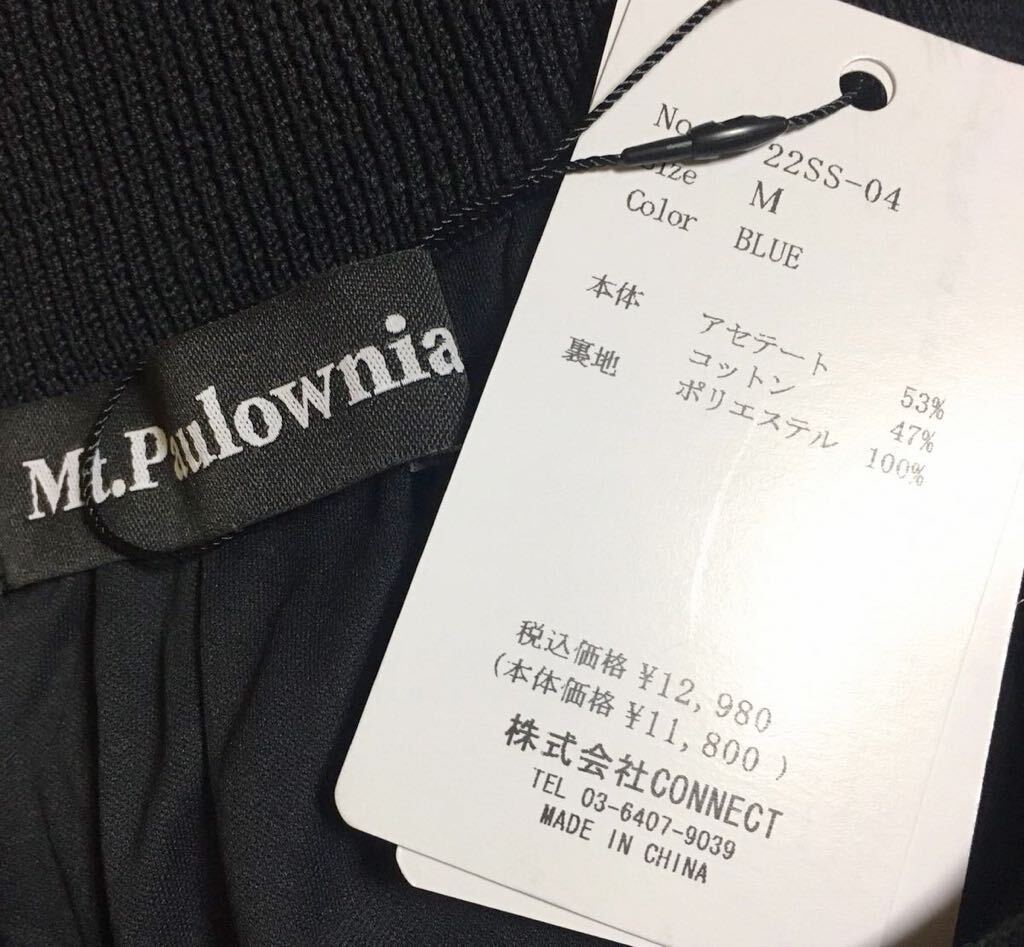 Mt.Paulownia
No 22SS-04
Size M
Color BLUE
本体 アセテート 53%
コットン 47%
裏地 ポリエステル 100%
税込価格 ¥12,980
(本体価格 ¥11,800)
株式会社CONNECT
TEL 03-6407-9039
MADE IN CHINA